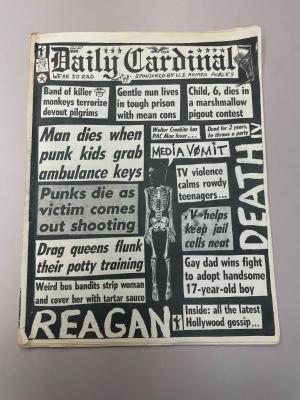 Daily Cardinal
WE'RE SO RAD
SPONSORED BY U.S. ARMED FORCES
Band of killer
monkeys terrorize
devout pilgrims
Gentle nun lives
in tough prison
with mean cons
Child, 6, dies in
a marshmallow
pigout contest
Man dies when
punk kids grab
ambulance keys
Walter Cronkite has
PAC Man fever...
Dead for 2 years,
he throws a party
MEDIA VOMIT
DEATH TV
TV violence
calms rowdy
teenagers...
Punks die as
victim comes
out shooting
TV helps
keep jail
cells neat
Drag queens flunk
their potty training
Gay dad wins fight
to adopt handsome
17-year-old boy
Weird bus bandits strip woman
and cover her with tartar sauce
REAGAN
Inside: all the latest
Hollywood gossip...